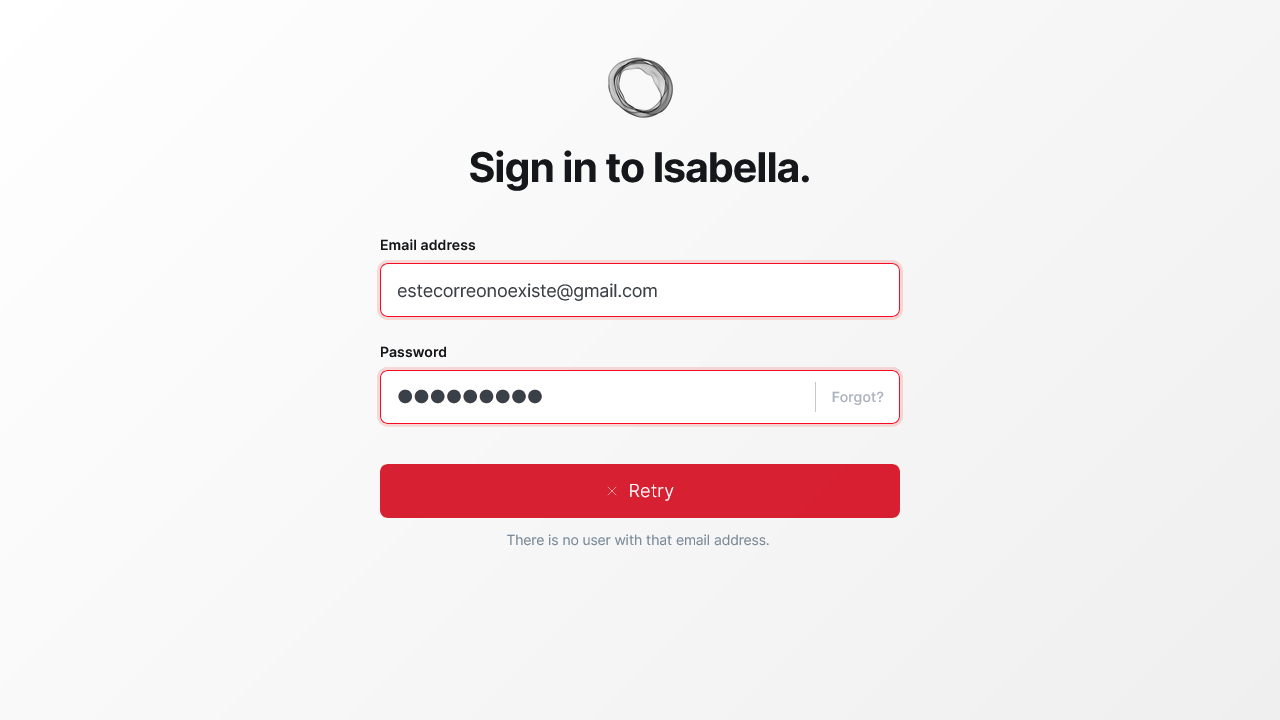 Sign in to Isabella.
Email address
estecorreonoexiste@gmail.com
Password
Forgot?
Retry
There is no user with that email address.